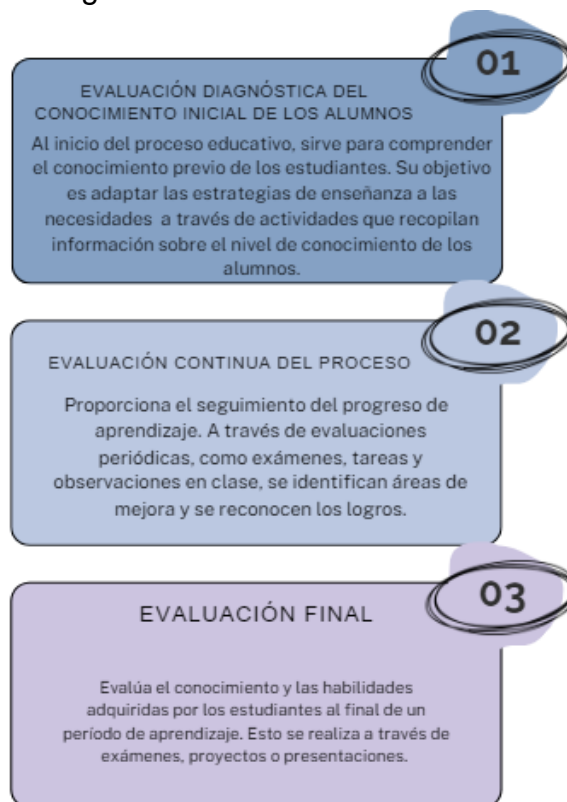 01
EVALUACIÓN DIAGNÓSTICA DEL
CONOCIMIENTO INICIAL DE LOS ALUMNOS
Al inicio del proceso educativo, sirve para comprender
el conocimiento previo de los estudiantes. Su objetivo
es adaptar las estrategias de enseñanza a las
necesidades a través de actividades que recopilan
información sobre el nivel de conocimiento de los
alumnos.
02
EVALUACIÓN CONTINUA DEL PROCESO
Proporciona el seguimiento del progreso de
aprendizaje. A través de evaluaciones
periódicas, como exámenes, tareas y
observaciones en clase, se identifican áreas de
mejora y se reconocen los logros.
03
EVALUACIÓN FINAL
Evalúa el conocimiento y las habilidades
adquiridas por los estudiantes al final de un
período de aprendizaje. Esto se realiza a través de
exámenes, proyectos o presentaciones.